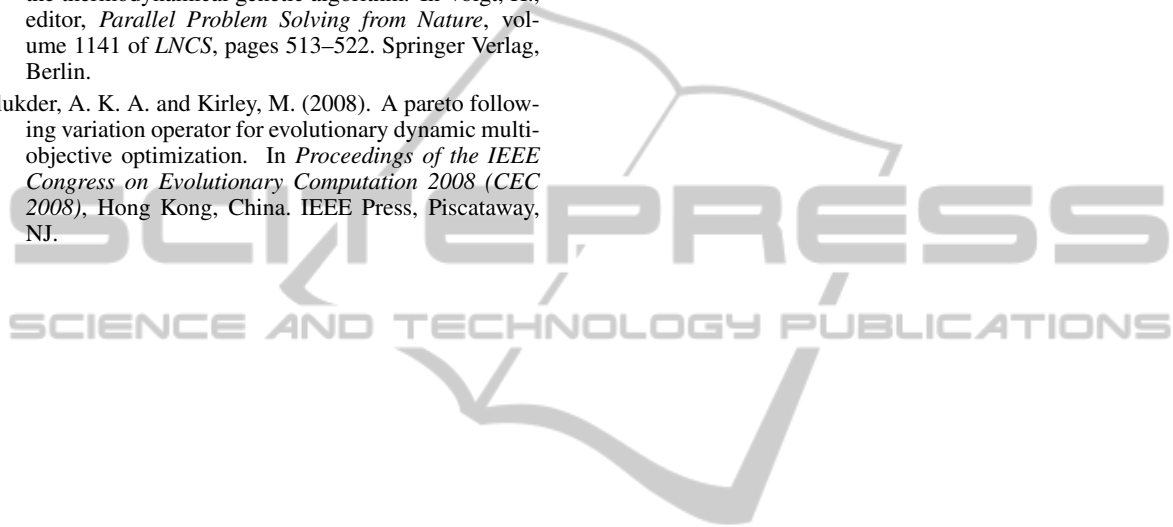 the thermodynamical genetic algorithm. In Voigt, H.,
editor, Parallel Problem Solving from Nature, vol-
ume 1141 of LNCS, pages 513–522. Springer Verlag,
Berlin.
lukder, A. K. A. and Kirley, M. (2008). A pareto follow-
ing variation operator for evolutionary dynamic multi-
objective optimization. In Proceedings of the IEEE
Congress on Evolutionary Computation 2008 (CEC
2008), Hong Kong, China. IEEE Press, Piscataway,
NJ.
SCITEPRESS
SCIENCE AND TECHNOLOGY PUBLICATIONS